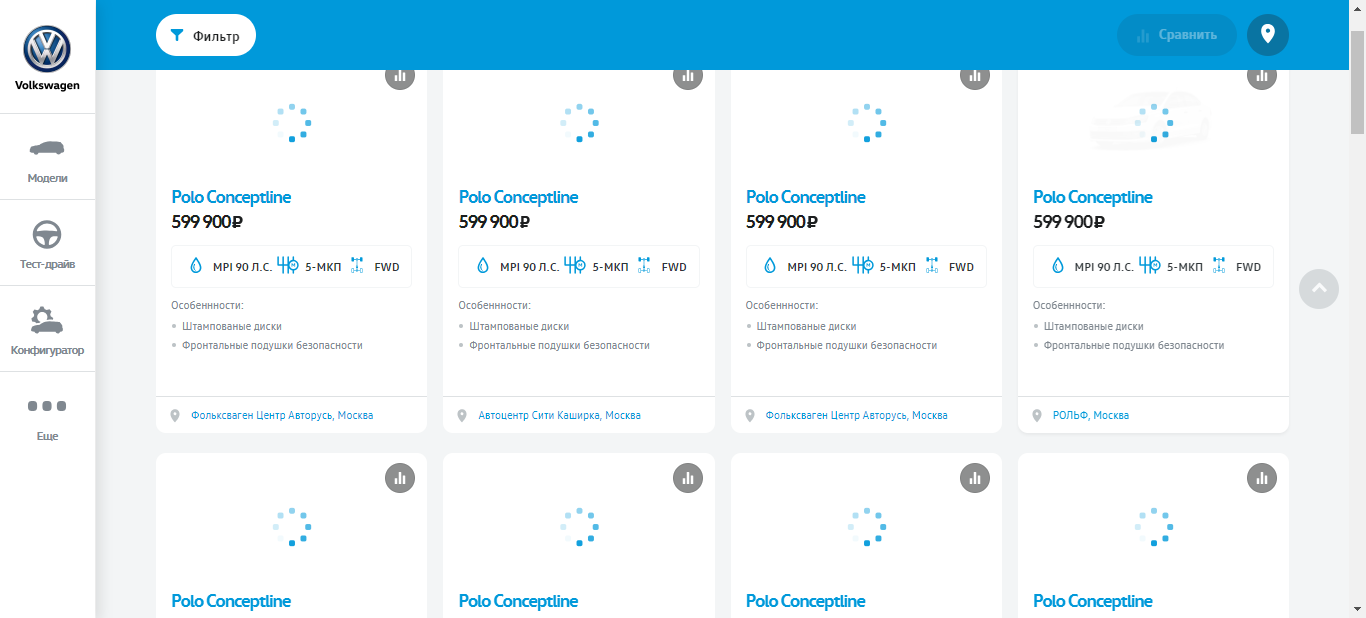 Volkswagen
Модели
Тест-драйв
Конфигуратор
Еще
Фильтр
Сравнить
Polo Conceptline
599 900₽
MPI 90 Л.С. 5-МКП FWD
Особеннности:
Штампованые диски
Фронтальные подушки безопасности
Фольксваген Центр Авторусь, Москва
Polo Conceptline
599 900₽
MPI 90 Л.С. 5-МКП FWD
Особеннности:
Штампованые диски
Фронтальные подушки безопасности
Автоцентр Сити Каширка, Москва
Polo Conceptline
599 900₽
MPI 90 Л.С. 5-МКП FWD
Особеннности:
Штампованые диски
Фронтальные подушки безопасности
Фольксваген Центр Авторусь, Москва
Polo Conceptline
599 900₽
MPI 90 Л.С. 5-МКП FWD
Особеннности:
Штампованые диски
Фронтальные подушки безопасности
РОЛЬФ, Москва
Polo Conceptline
Polo Conceptline
Polo Conceptline
Polo Conceptline